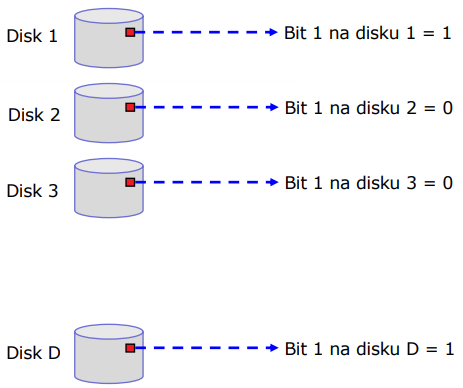 Disk 1 Bit 1 na disku 1 = 1
Disk 2 Bit 1 na disku 2 = 0
Disk 3 Bit 1 na disku 3 = 0
Disk D Bit 1 na disku D = 1